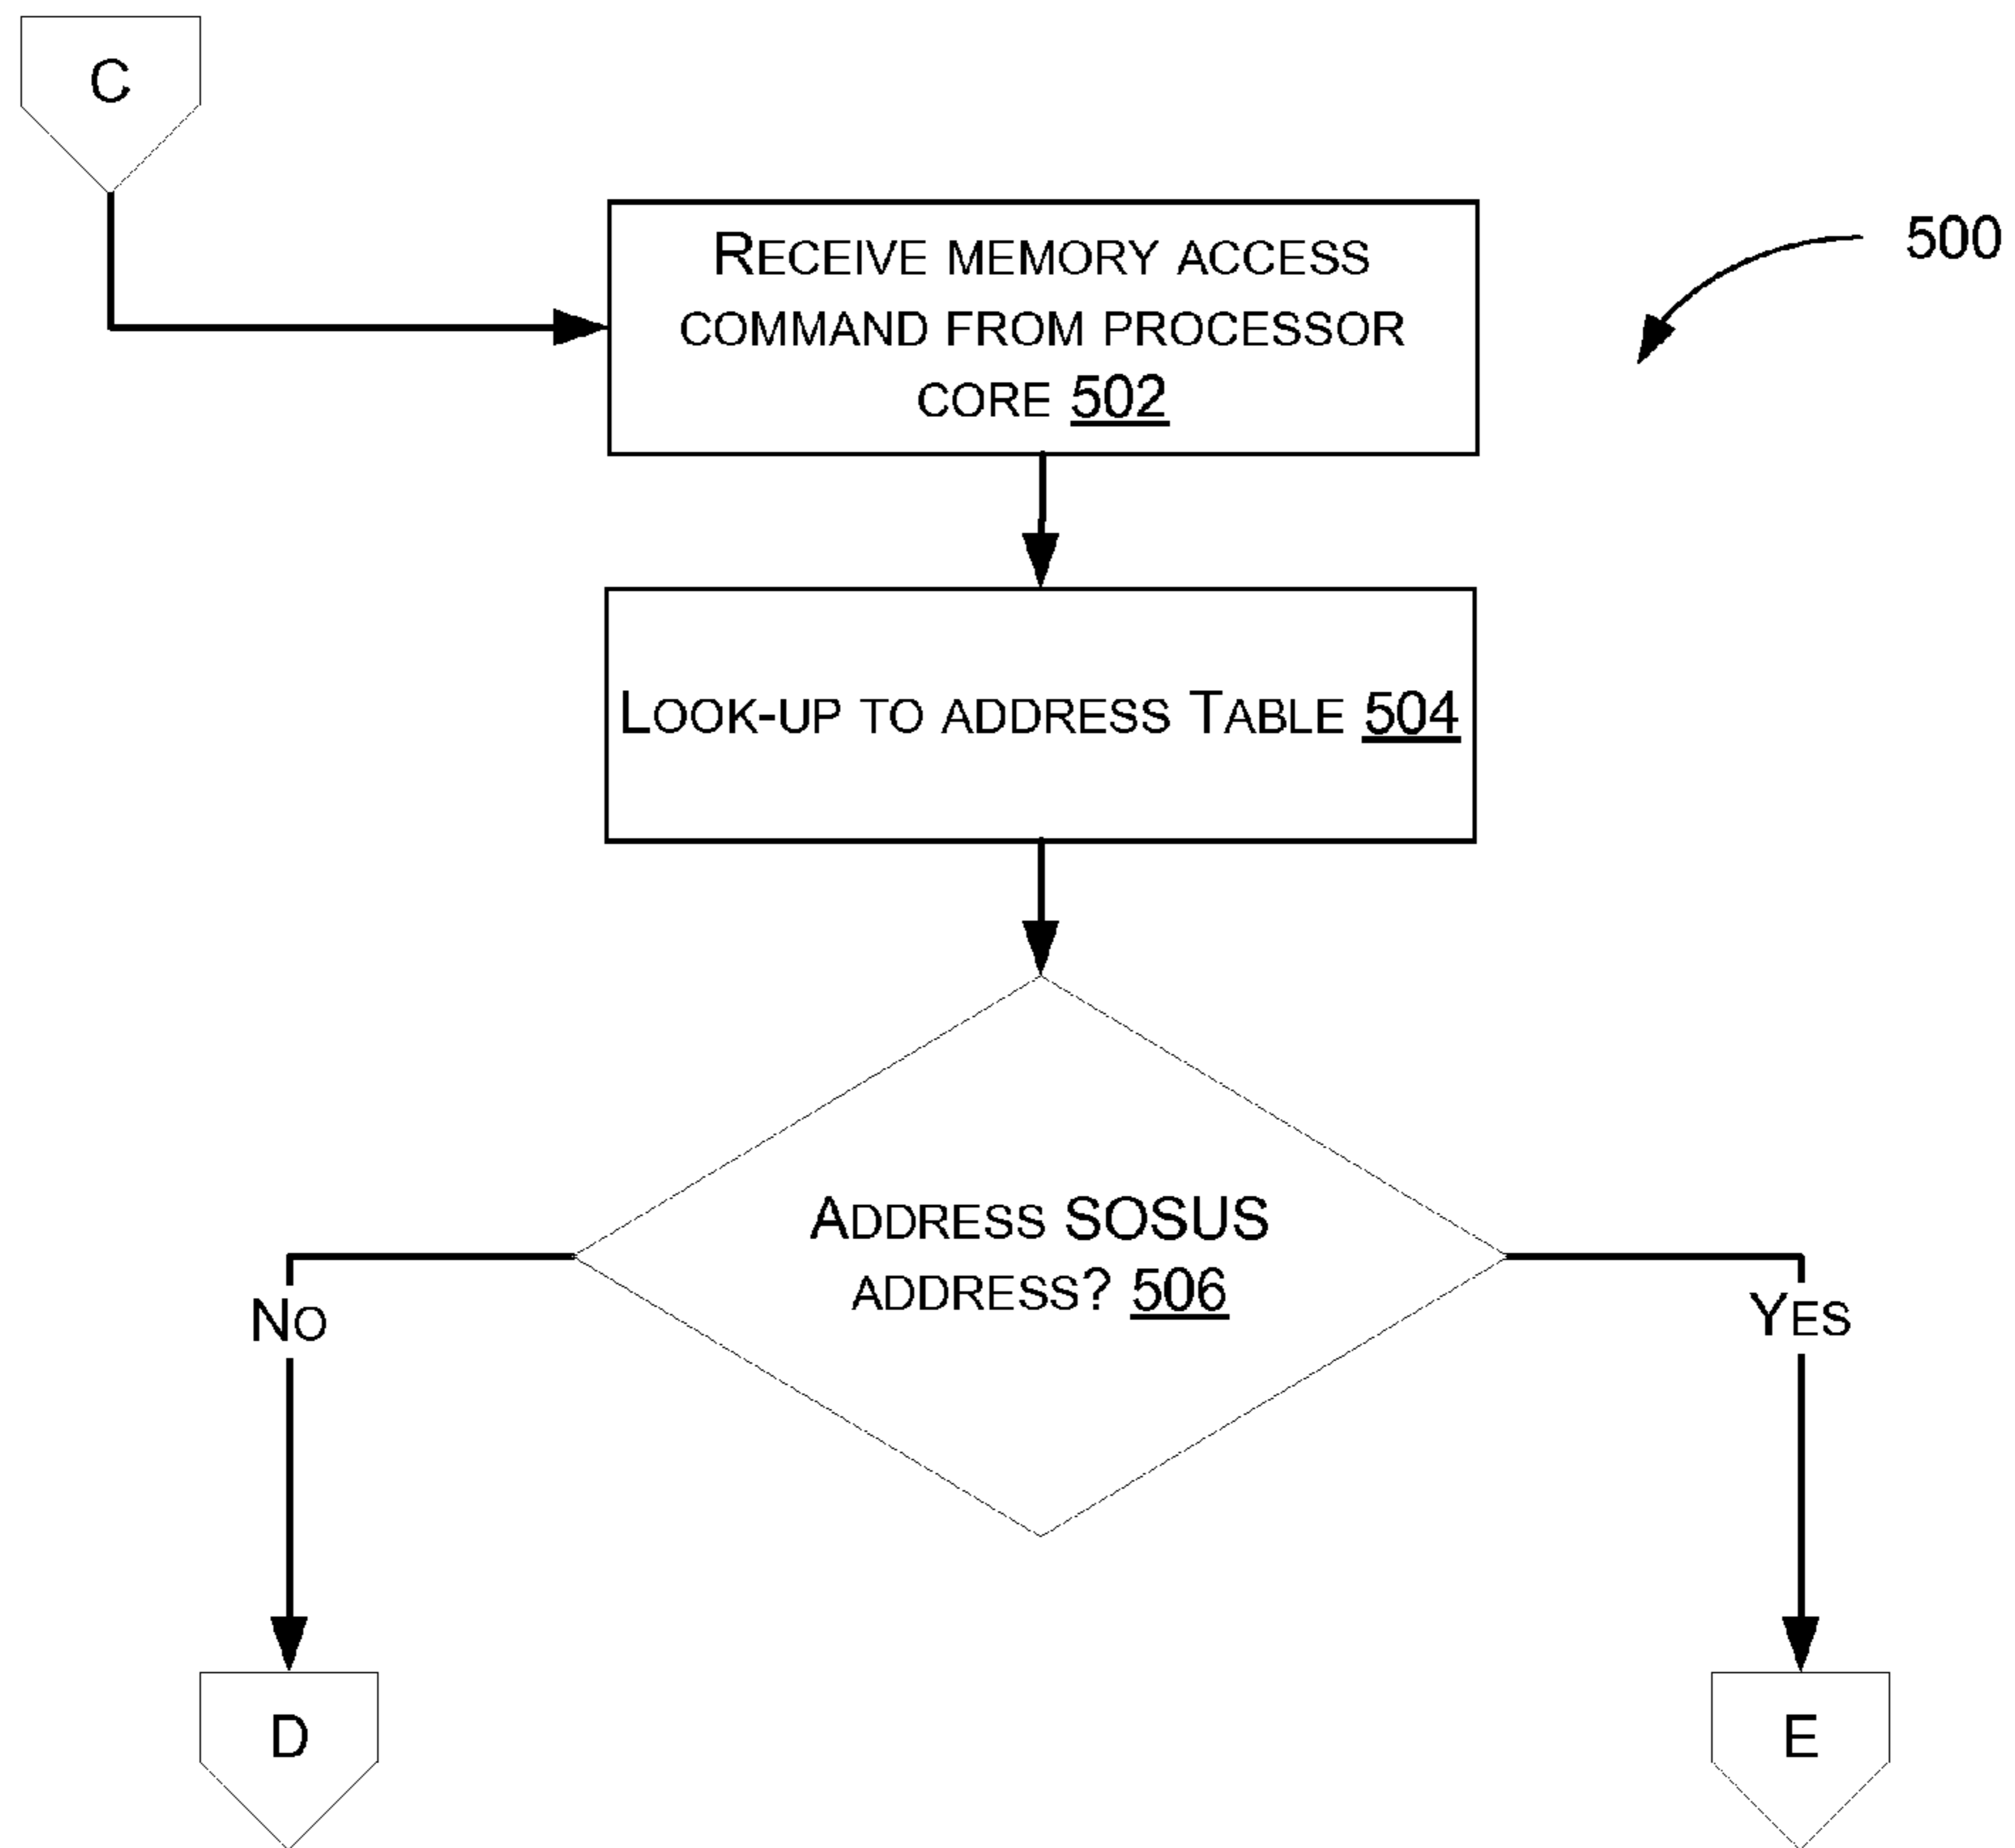 C
RECEIVE MEMORY ACCESS
COMMAND FROM PROCESSOR
CORE 502
500
LOOK-UP TO ADDRESS TABLE 504
ADDRESS SOSUS
ADDRESS? 506
NO
YES
D
E